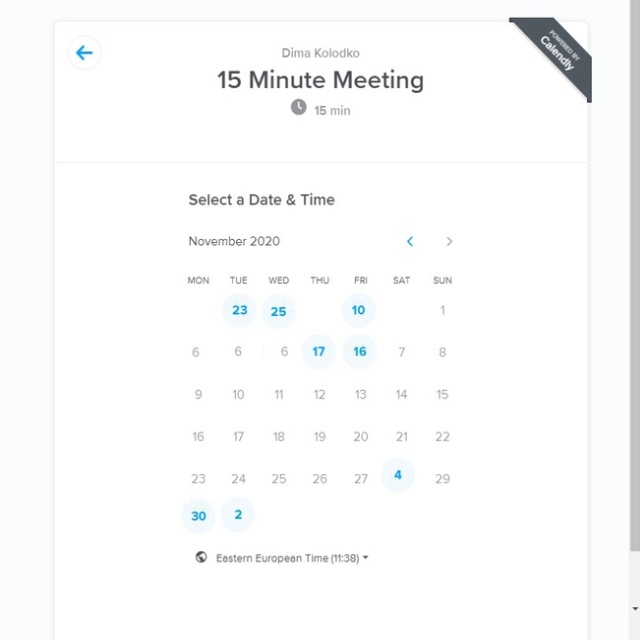 Dima Kolodko
POWERED BY
Calendly
15 Minute Meeting
15 min
Select a Date & Time
November 2020
MON TUE WED THU FRI SAT SUN
23 25 10 1
6 6 6 17 16 7 8
9 10 11 12 13 14 15
16 17 18 19 20 21 22
23 24 25 26 27 4 29
30 2
Eastern European Time (11:38)